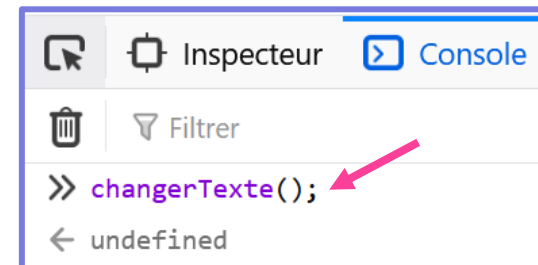 Inspecteur Console
Filtrer
>> changerTexte();
← undefined